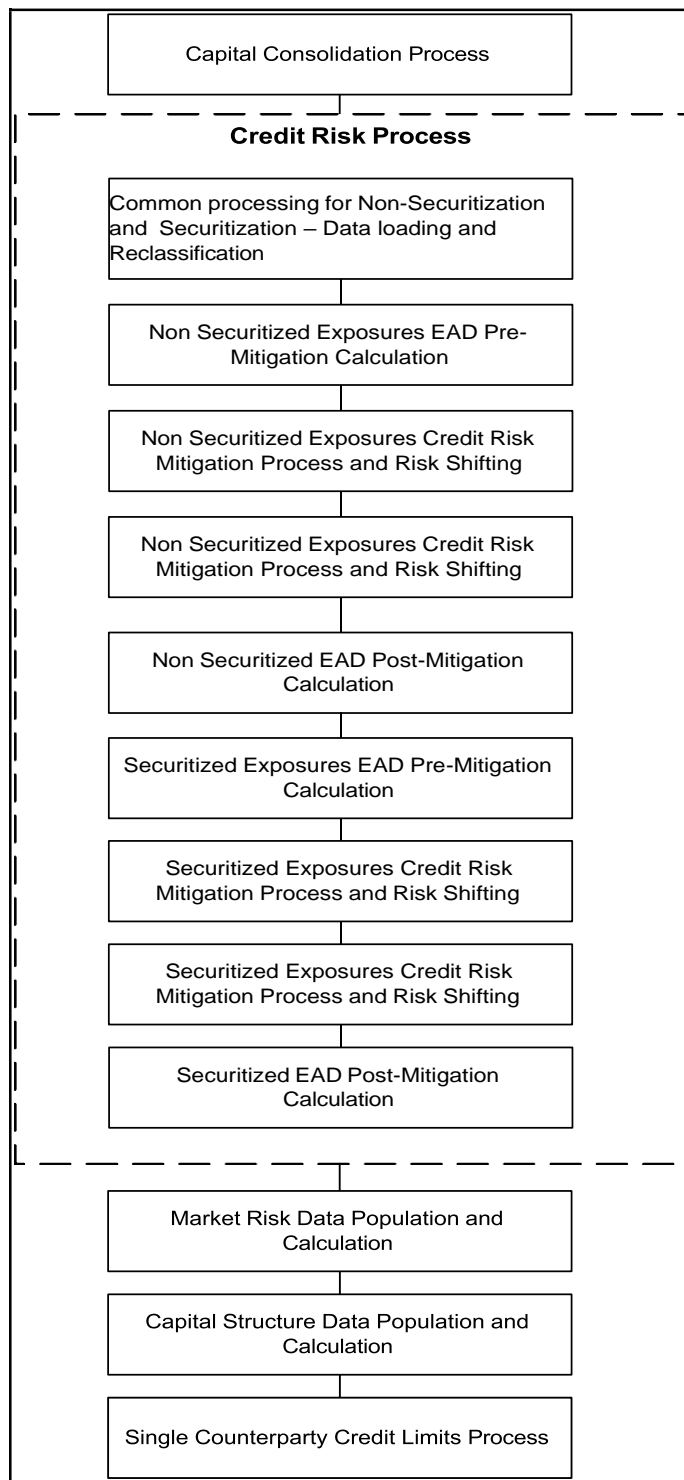 Capital Consolidation Process
Credit Risk Process
Common processing for Non-Securitization
and Securitization – Data loading and
Reclassification
Non Securitized Exposures EAD Pre-
Mitigation Calculation
Non Securitized Exposures Credit Risk
Mitigation Process and Risk Shifting
Non Securitized Exposures Credit Risk
Mitigation Process and Risk Shifting
Non Securitized EAD Post-Mitigation
Calculation
Securitized Exposures EAD Pre-Mitigation
Calculation
Securitized Exposures Credit Risk
Mitigation Process and Risk Shifting
Securitized Exposures Credit Risk
Mitigation Process and Risk Shifting
Securitized EAD Post-Mitigation
Calculation
Market Risk Data Population and
Calculation
Capital Structure Data Population and
Calculation
Single Counterparty Credit Limits Process